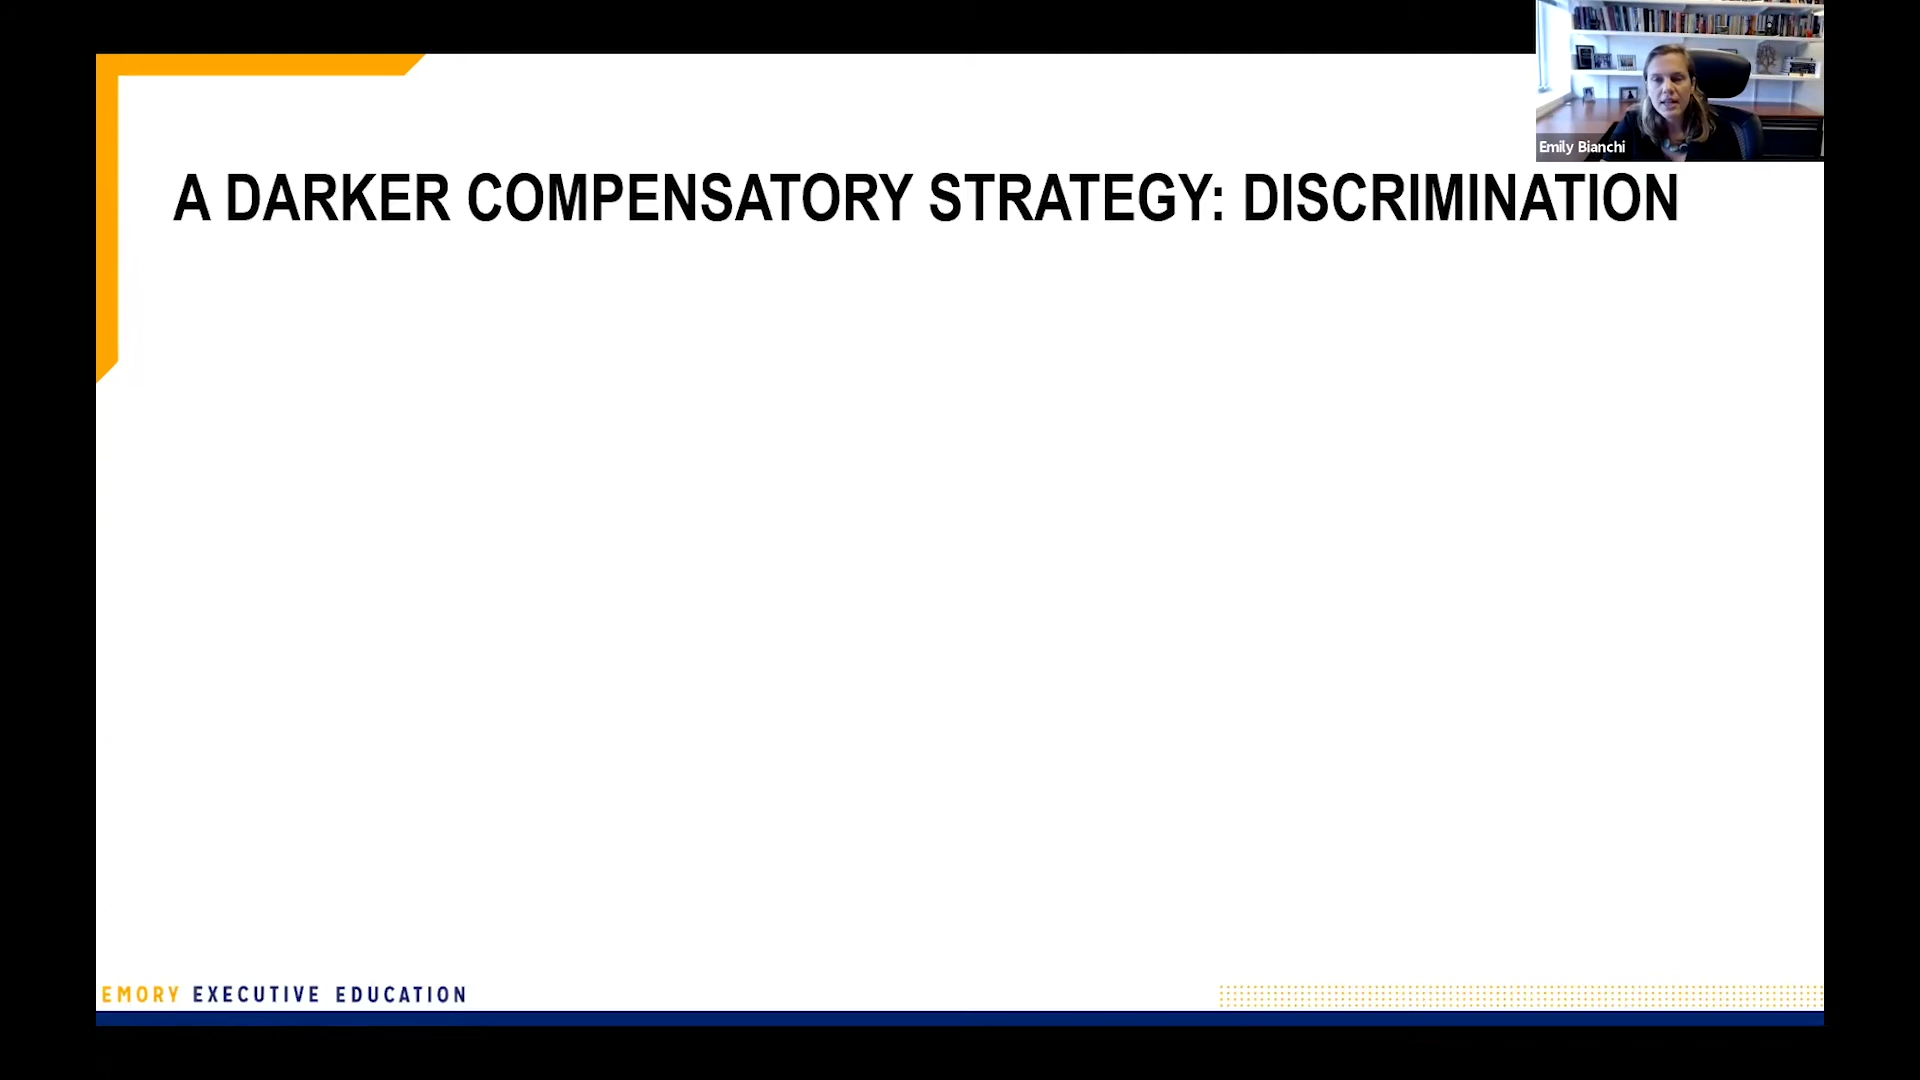 Emily Bianchi
A DARKER COMPENSATORY STRATEGY: DISCRIMINATION
EMORY EXECUTIVE EDUCATION